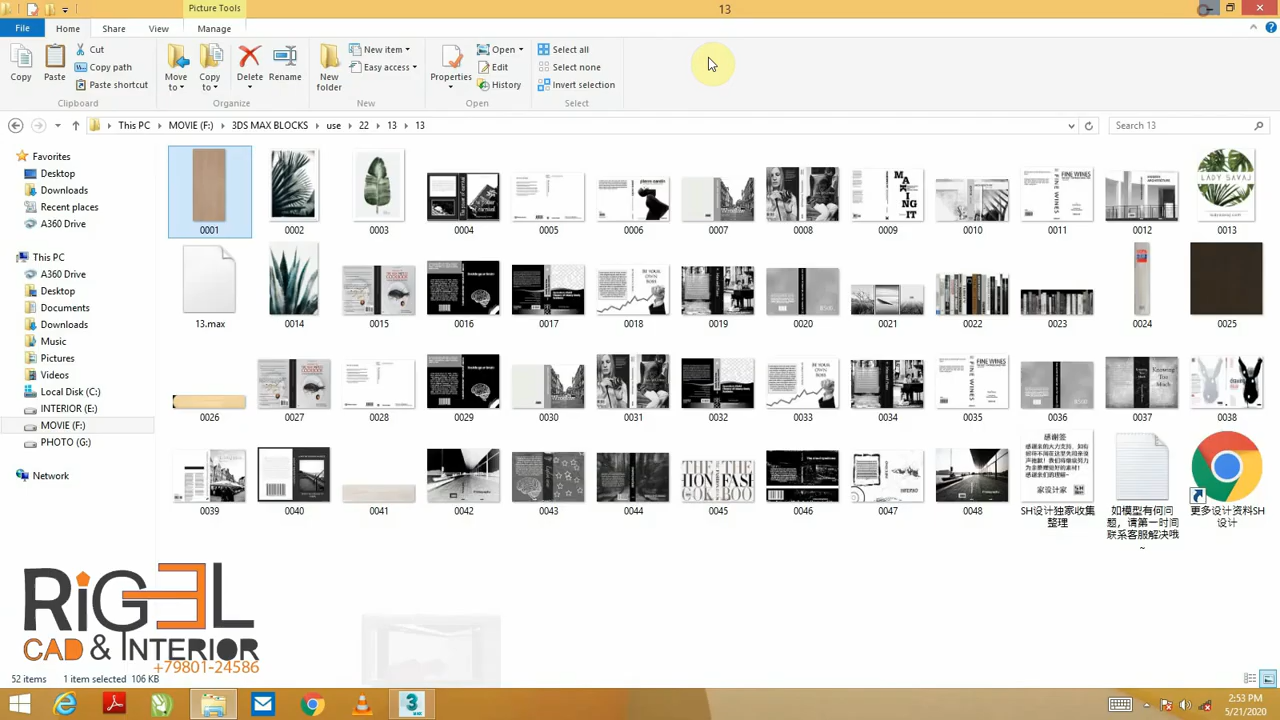 Picture Tools
13
File
Home
Share
View
Manage
Copy
Paste
Cut
Copy path
Paste shortcut
Clipboard
Move to
Copy to
Delete
Rename
Organize
New folder
New item
Easy access
New
Properties
Open
Edit
History
Open
Select all
Select none
Invert selection
Select
This PC
MOVIE (F:)
3DS MAX BLOCKS
use
22
13
13
Search 13
Favorites
Desktop
Downloads
Recent places
A360 Drive
This PC
A360 Drive
Desktop
Documents
Downloads
Music
Pictures
Videos
Local Disk (C:)
INTERIOR (E:)
MOVIE (F:)
PHOTO (G:)
Network
LADY SAVAJ
0001
0002
0003
0004
0005
0006
0007
0008
0009
0010
0011
0012
0013
13.max
0014
0015
0016
0017
0018
0019
0020
0021
0022
0023
0024
0025
0026
0027
0028
0029
0030
0031
0032
0033
0034
0035
0036
0037
0038
感谢签
0039
0040
0041
0042
0043
0044
0045
0046
0047
0048
SH设计独家收集
整理
如模型有何问
题，请第一时间
联系客服解决哦
~
更多设计资料SH
设计
RiGEL
CAD & INTERIOR
+79801-24586
52 items
1 item selected 106 KB
2:53 PM
5/21/2020